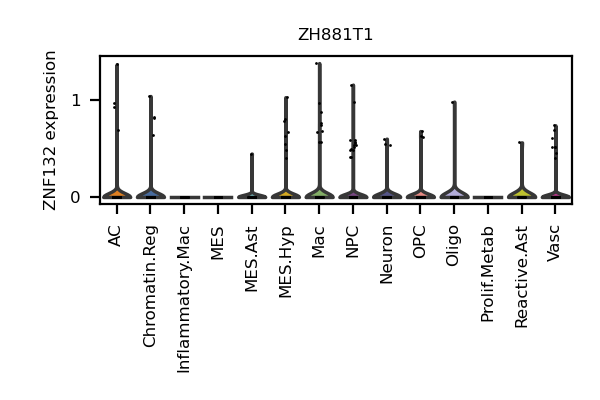 ZH881T1
ZNF132 expression
1
0
AC
Chromatin.Reg
Inflammatory.Mac
MES
MES.Ast
MES.Hyp
Mac
NPC
Neuron
OPC
Oligo
Prolif.Metab
Reactive.Ast
Vasc